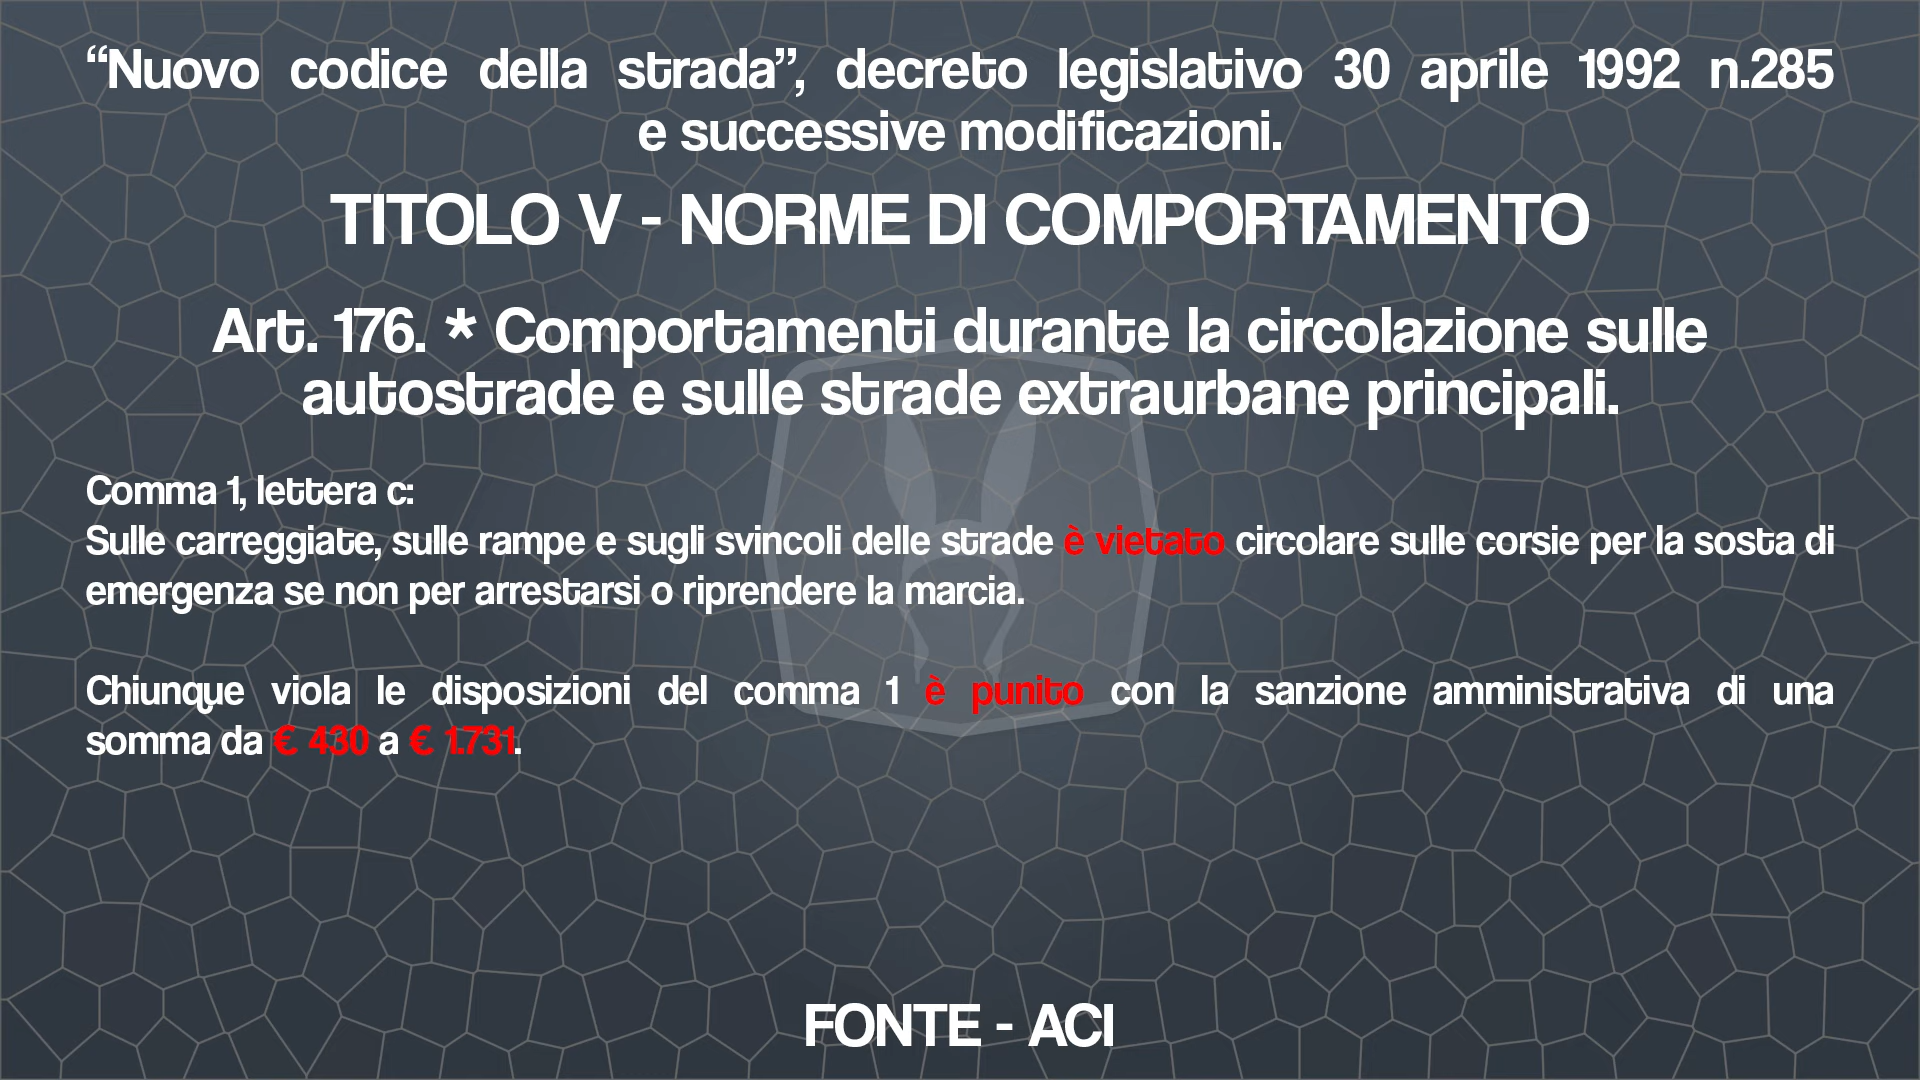 “Nuovo codice della strada”, decreto legislativo 30 aprile 1992 n.285
e successive modificazioni.
TITOLO V - NORME DI COMPORTAMENTO
Art. 176. * Comportamenti durante la circolazione sulle
autostrade e sulle strade extraurbane principali.
Comma 1, lettera c:
Sulle carreggiate, sulle rampe e sugli svincoli delle strade è vietato circolare sulle corsie per la sosta di
emergenza se non per arrestarsi o riprendere la marcia.
Chiunque viola le disposizioni del comma 1 è punito con la sanzione amministrativa di una
somma da € 430 a € 1.731.
FONTE - ACI